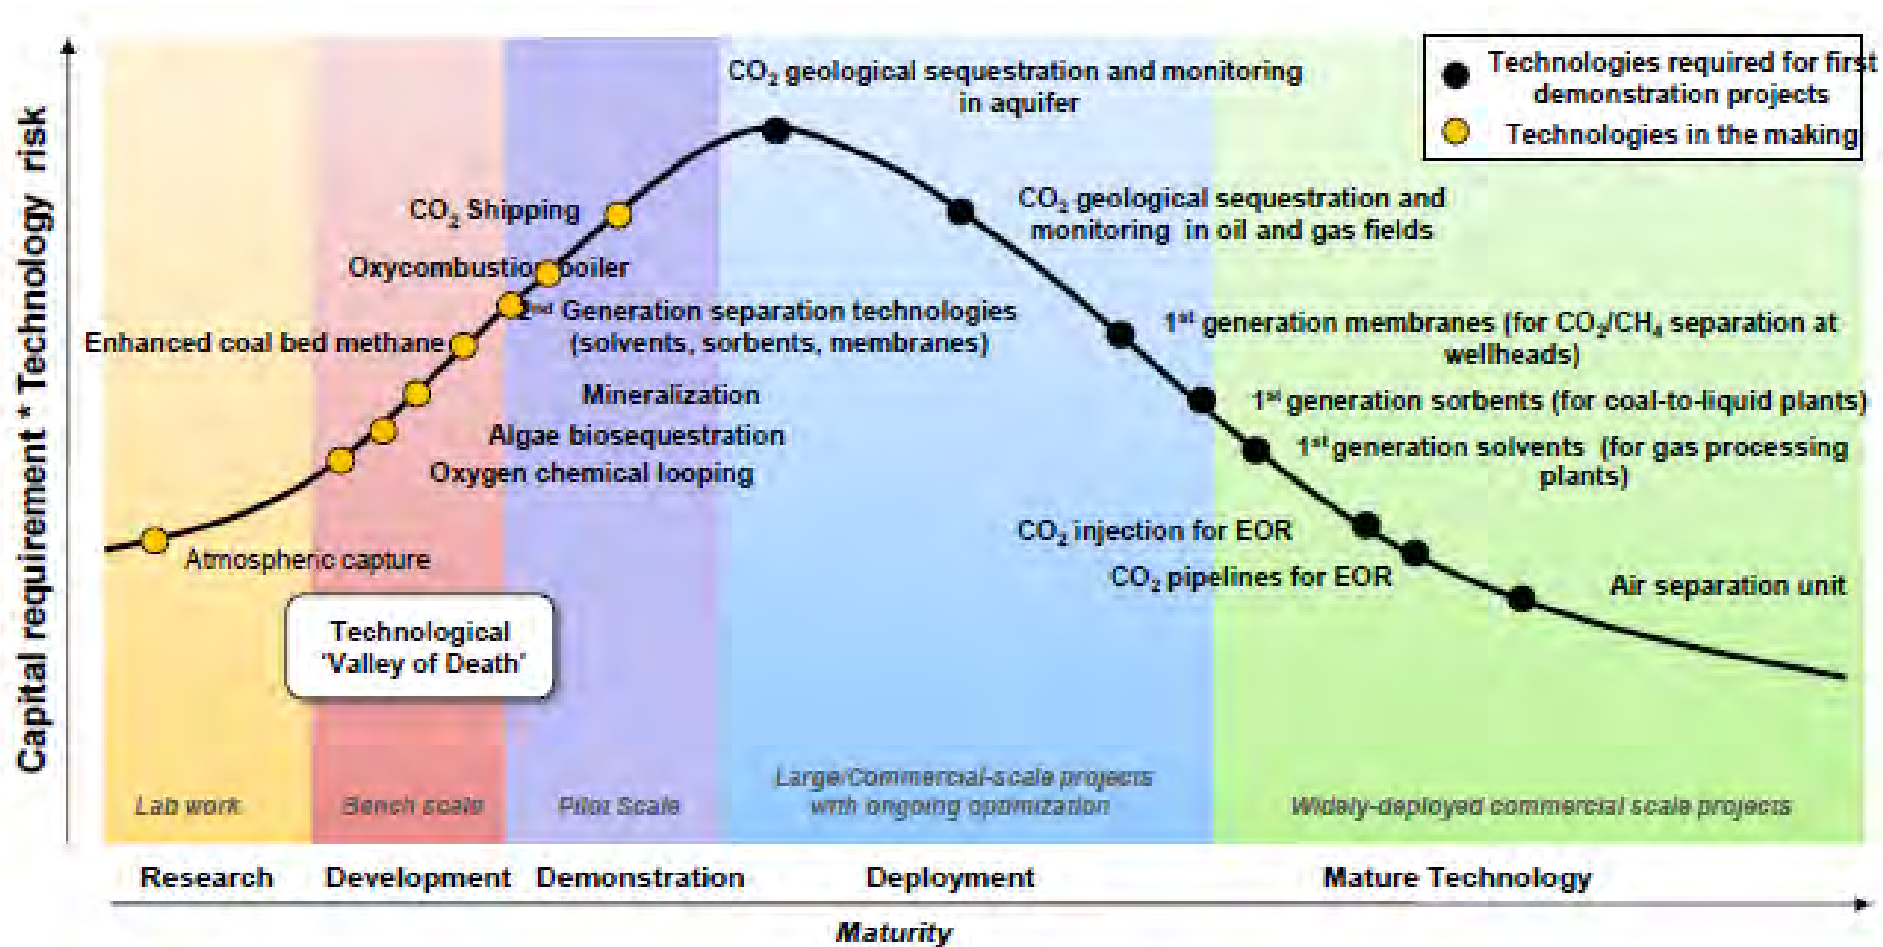 CO₂ geological sequestration and monitoring
in aquifer
Technologies required for first
demonstration projects
Technologies in the making
Capital requirement * Technology risk
CO₂ Shipping
CO₂ geological sequestration and
monitoring in oil and gas fields
Oxycombustion boiler
2nd Generation separation technologies
(solvents, sorbents, membranes)
Enhanced coal bed methane
1st generation membranes (for CO₂/CH₄ separation at
wellheads)
Mineralization
1st generation sorbents (for coal-to-liquid plants)
Algae biosequestration
1st generation solvents (for gas processing
plants)
Oxygen chemical looping
CO₂ injection for EOR
Atmospheric capture
CO₂ pipelines for EOR
Air separation unit
Technological
'Valley of Death'
Lab work
Bench scale
Pilot Scale
Large/Commercial-scale projects
with ongoing optimization
Widely-deployed commercial scale projects
Research
Development
Demonstration
Deployment
Mature Technology
Maturity